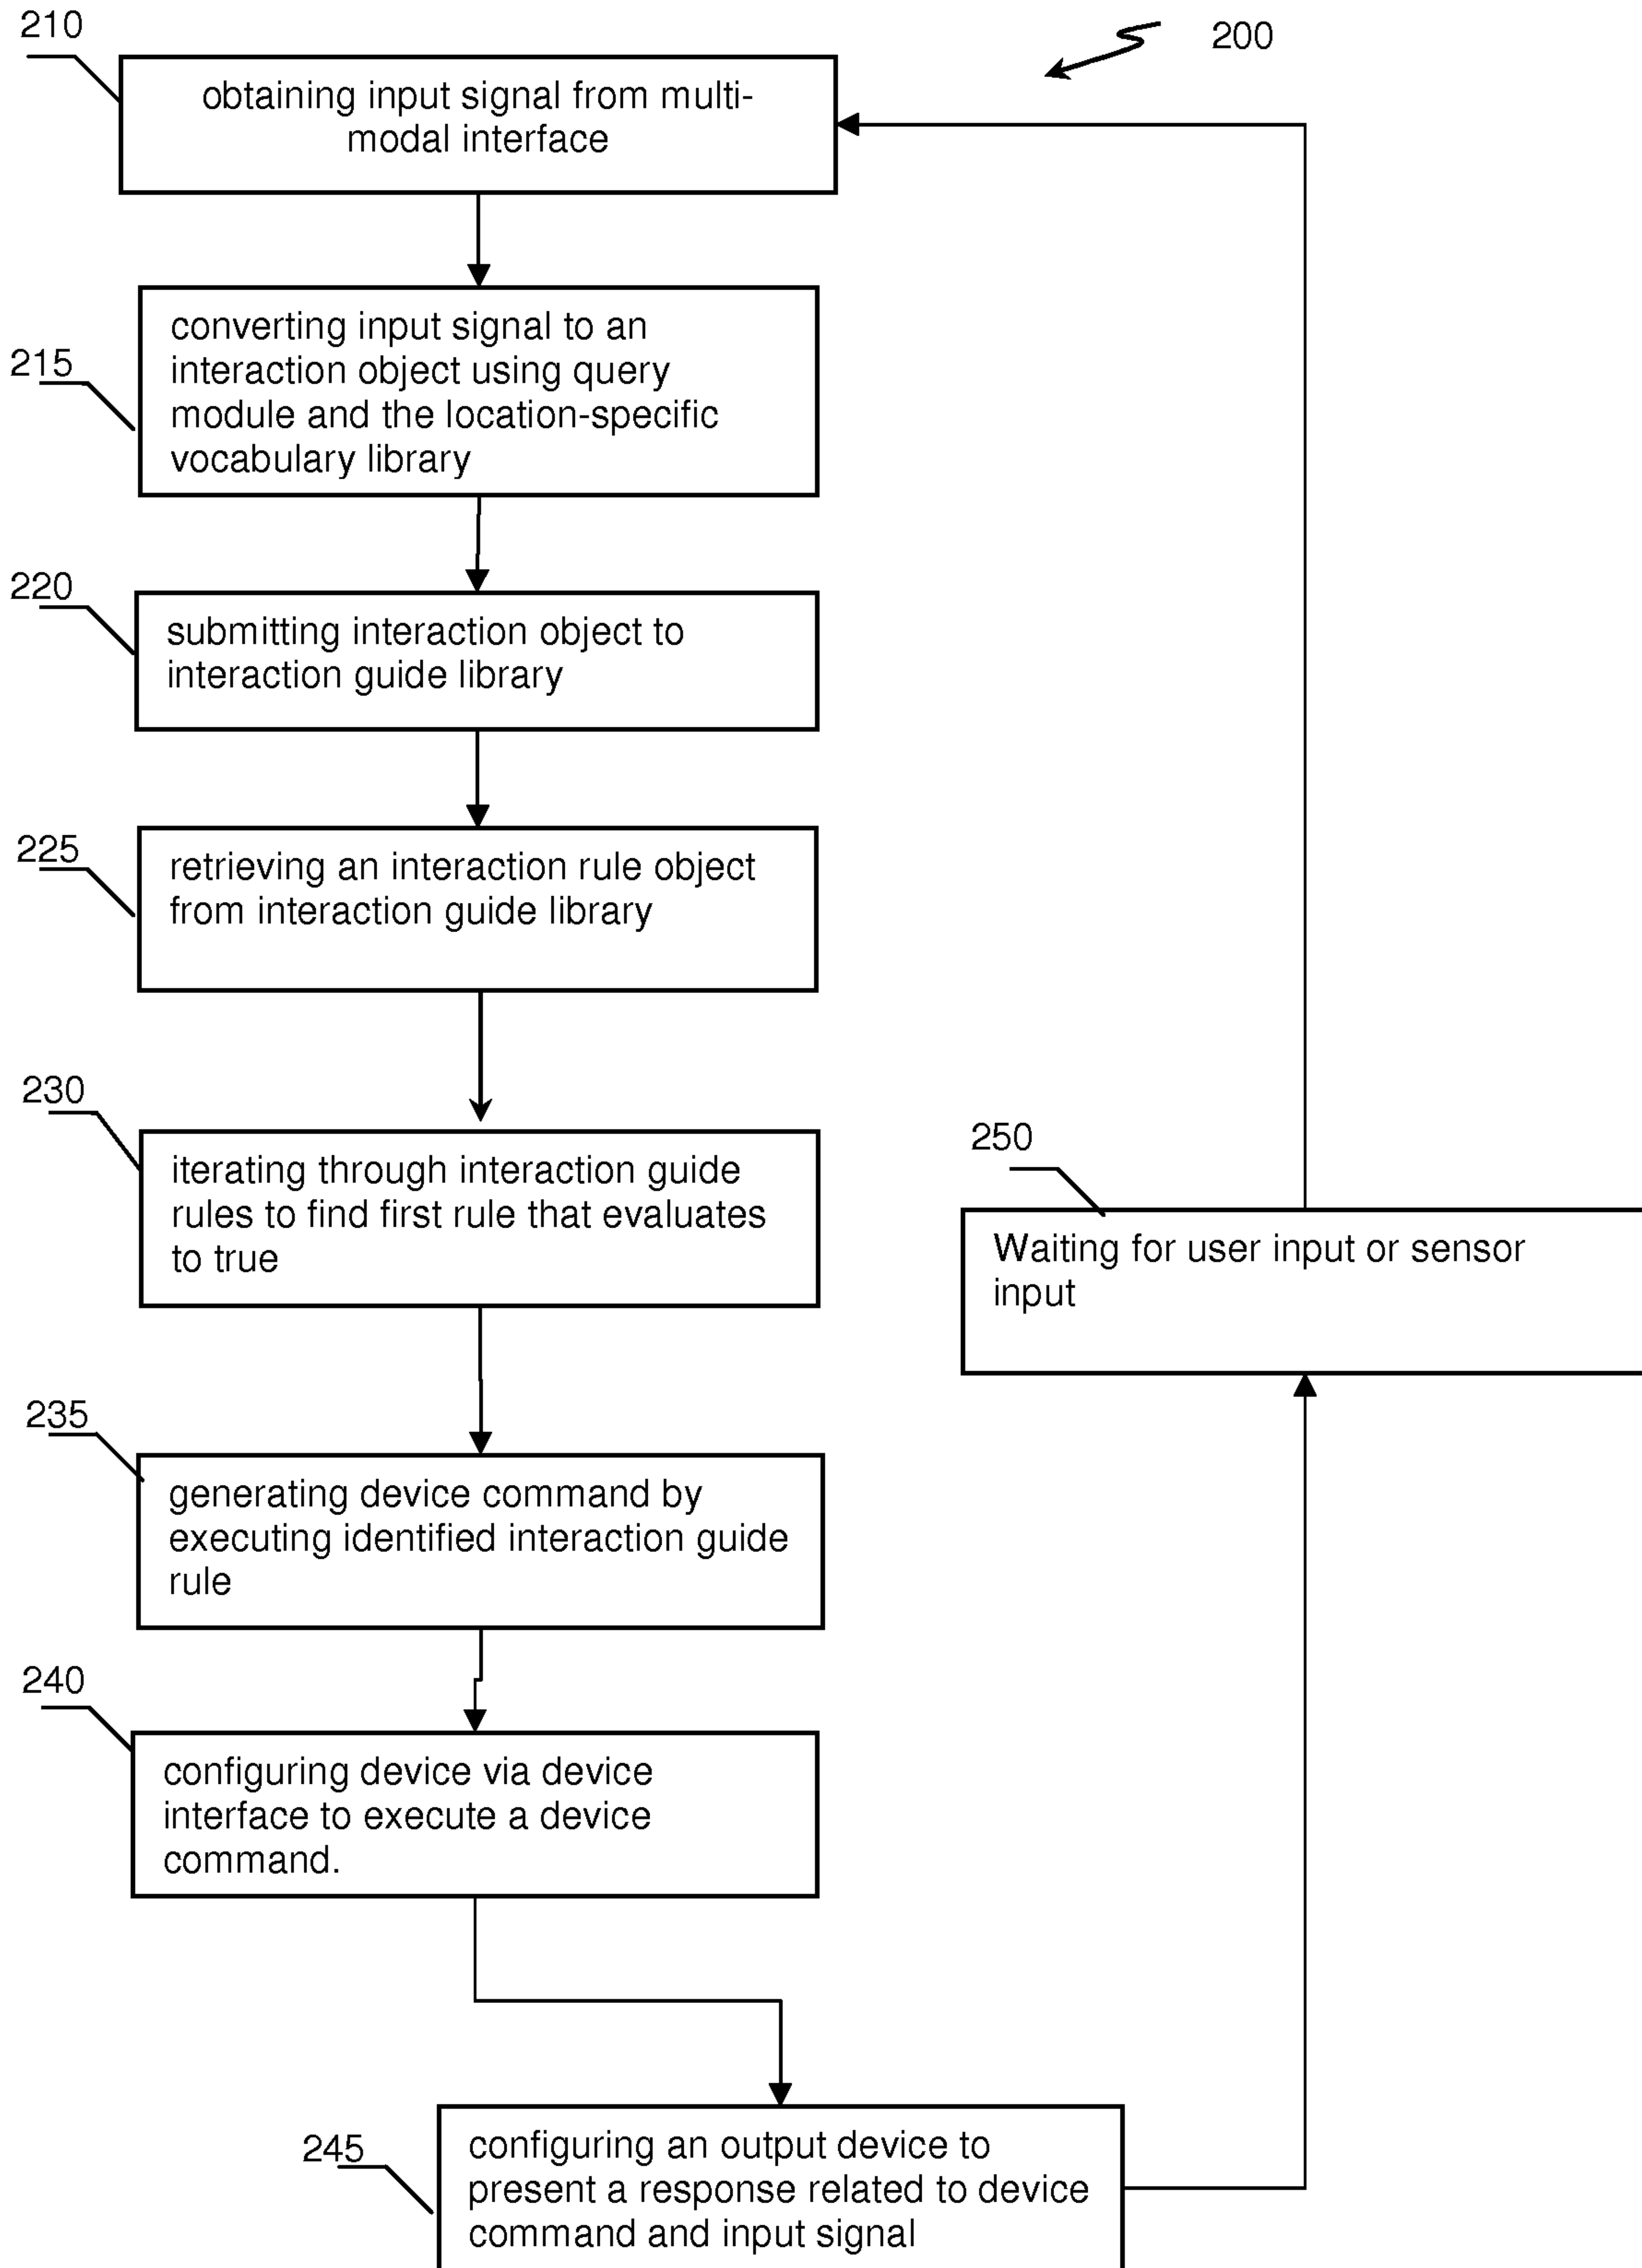 210
200
obtaining input signal from multi-
modal interface
215
converting input signal to an
interaction object using query
module and the location-specific
vocabulary library
220
submitting interaction object to
interaction guide library
225
retrieving an interaction rule object
from interaction guide library
230
iterating through interaction guide
rules to find first rule that evaluates
to true
250
Waiting for user input or sensor
input
235
generating device command by
executing identified interaction guide
rule
240
configuring device via device
interface to execute a device
command.
245
configuring an output device to
present a response related to device
command and input signal